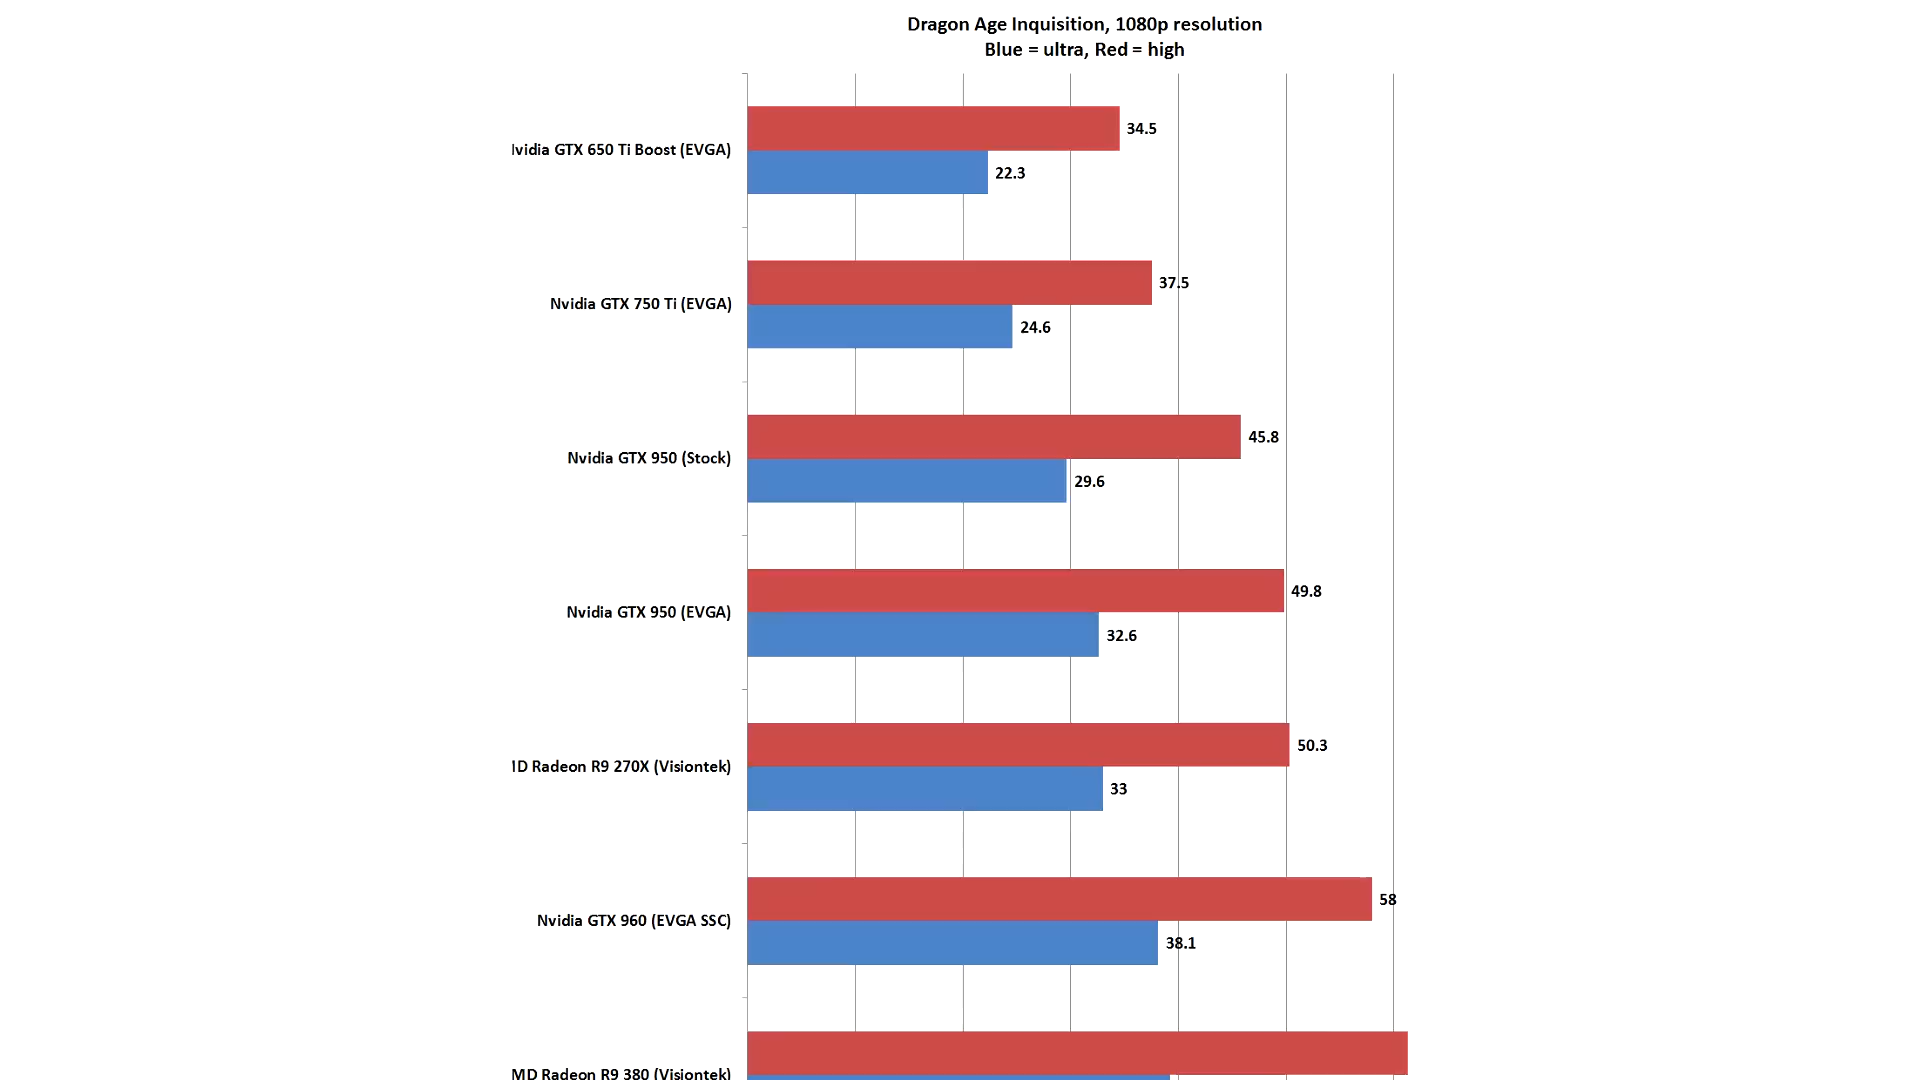 Dragon Age Inquisition, 1080p resolution
Blue = ultra, Red = high
34.5
vidia GTX 650 Ti Boost (EVGA)
22.3
37.5
Nvidia GTX 750 Ti (EVGA)
24.6
45.8
Nvidia GTX 950 (Stock)
29.6
49.8
Nvidia GTX 950 (EVGA)
32.6
50.3
D Radeon R9 270X (Visiontek)
33
58
Nvidia GTX 960 (EVGA SSC)
38.1
MD Radeon R9 380 (Visiontek)